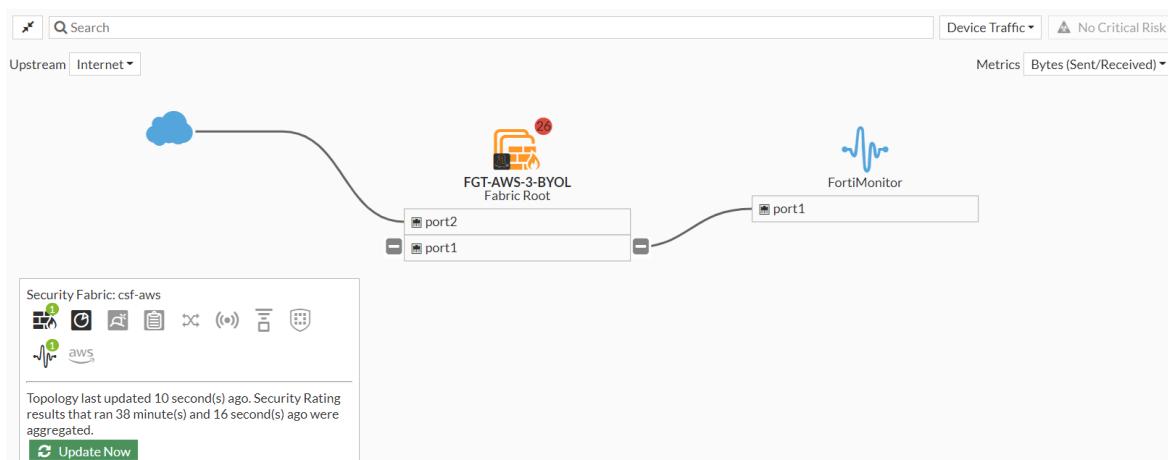 Search
Device Traffic
No Critical Risk
Upstream Internet
Metrics Bytes (Sent/Received)
26
FGT-AWS-3-BYOL
Fabric Root
port2
port1
FortiMonitor
port1
Security Fabric: csf-aws
1
1
aws
Topology last updated 10 second(s) ago. Security Rating
results that ran 38 minute(s) and 16 second(s) ago were
aggregated.
Update Now